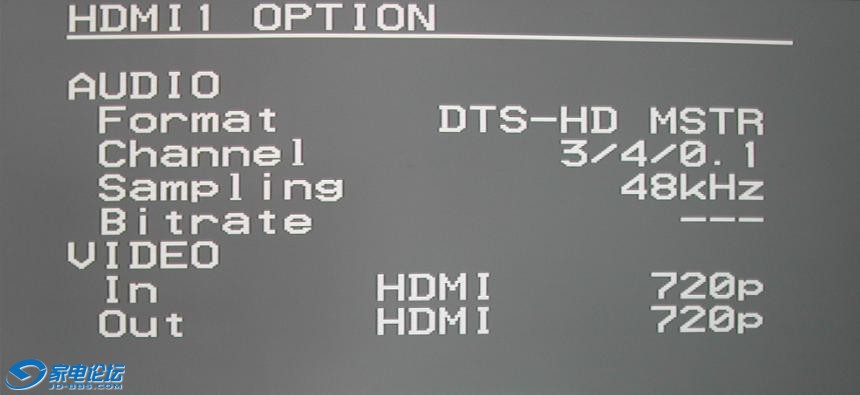 HDMI1 OPTION
AUDIO
Format DTS-HD MSTR
Channel 3/4/0.1
Sampling 48kHz
Bitrate ---
VIDEO
In HDMI 720p
Out HDMI 720p
家电论坛
JD-BBS.COM